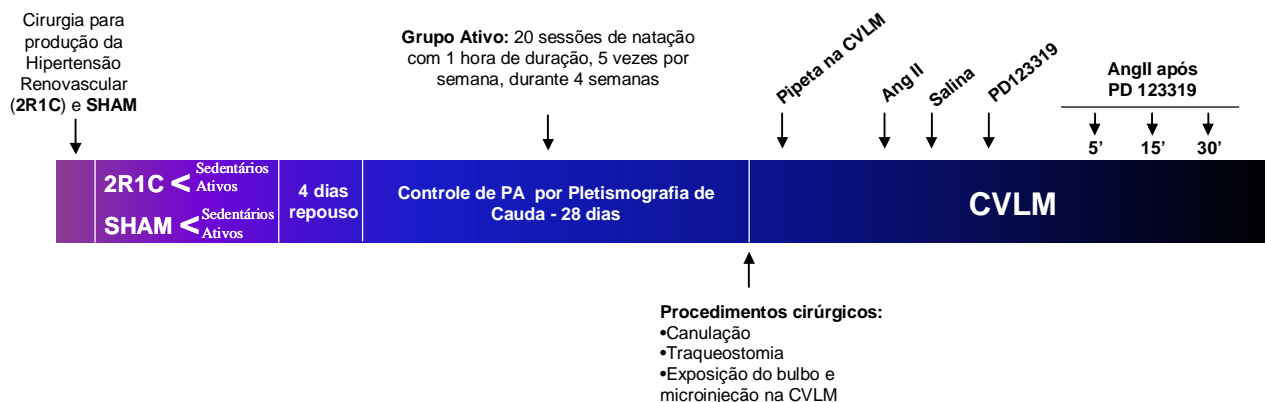 Cirurgia para
produção da
Hipertensão
Renovascular
(2R1C) e SHAM
Grupo Ativo: 20 sessões de natação
com 1 hora de duração, 5 vezes por
semana, durante 4 semanas
Pipeta na CVLM
Ang II
Salina
PD123319
AngII após
PD 123319
5’
15’
30’
2R1C < Sedentários
Ativos
SHAM < Sedentários
Ativos
4 dias
repouso
Controle de PA por Pletismografia de
Cauda - 28 dias
CVLM
Procedimentos cirúrgicos:
•Canulação
•Traqueostomia
•Exposição do bulbo e
microinjeção na CVLM